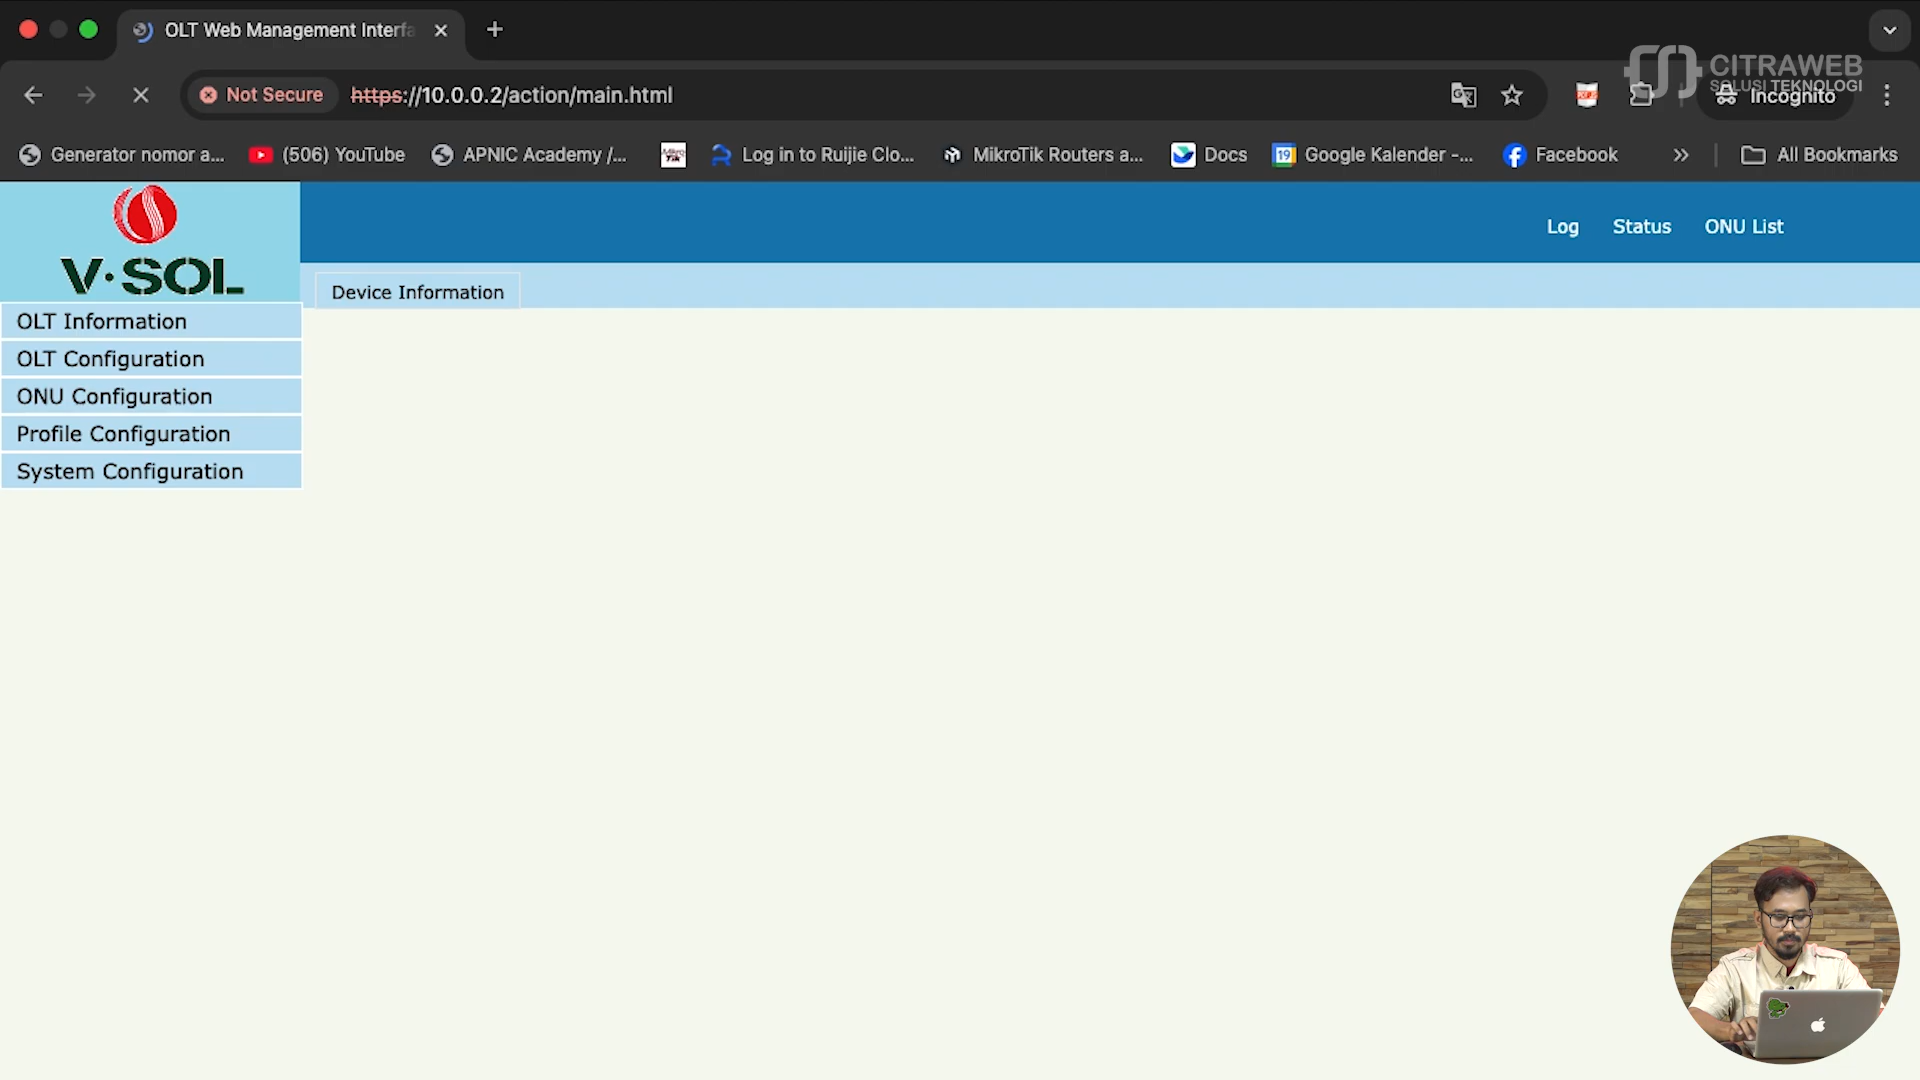 OLT Web Management Interfa
CITRAWEB
SOLUSI TEKNOLOGI
Not Secure
https://10.0.0.2/action/main.html
Incognito
Generator nomor a...
(506) YouTube
APNIC Academy /...
Log in to Ruijie Clo...
MikroTik Routers a...
Docs
19
Google Kalender -...
Facebook
All Bookmarks
V·SOL
Log
Status
ONU List
Device Information
OLT Information
OLT Configuration
ONU Configuration
Profile Configuration
System Configuration